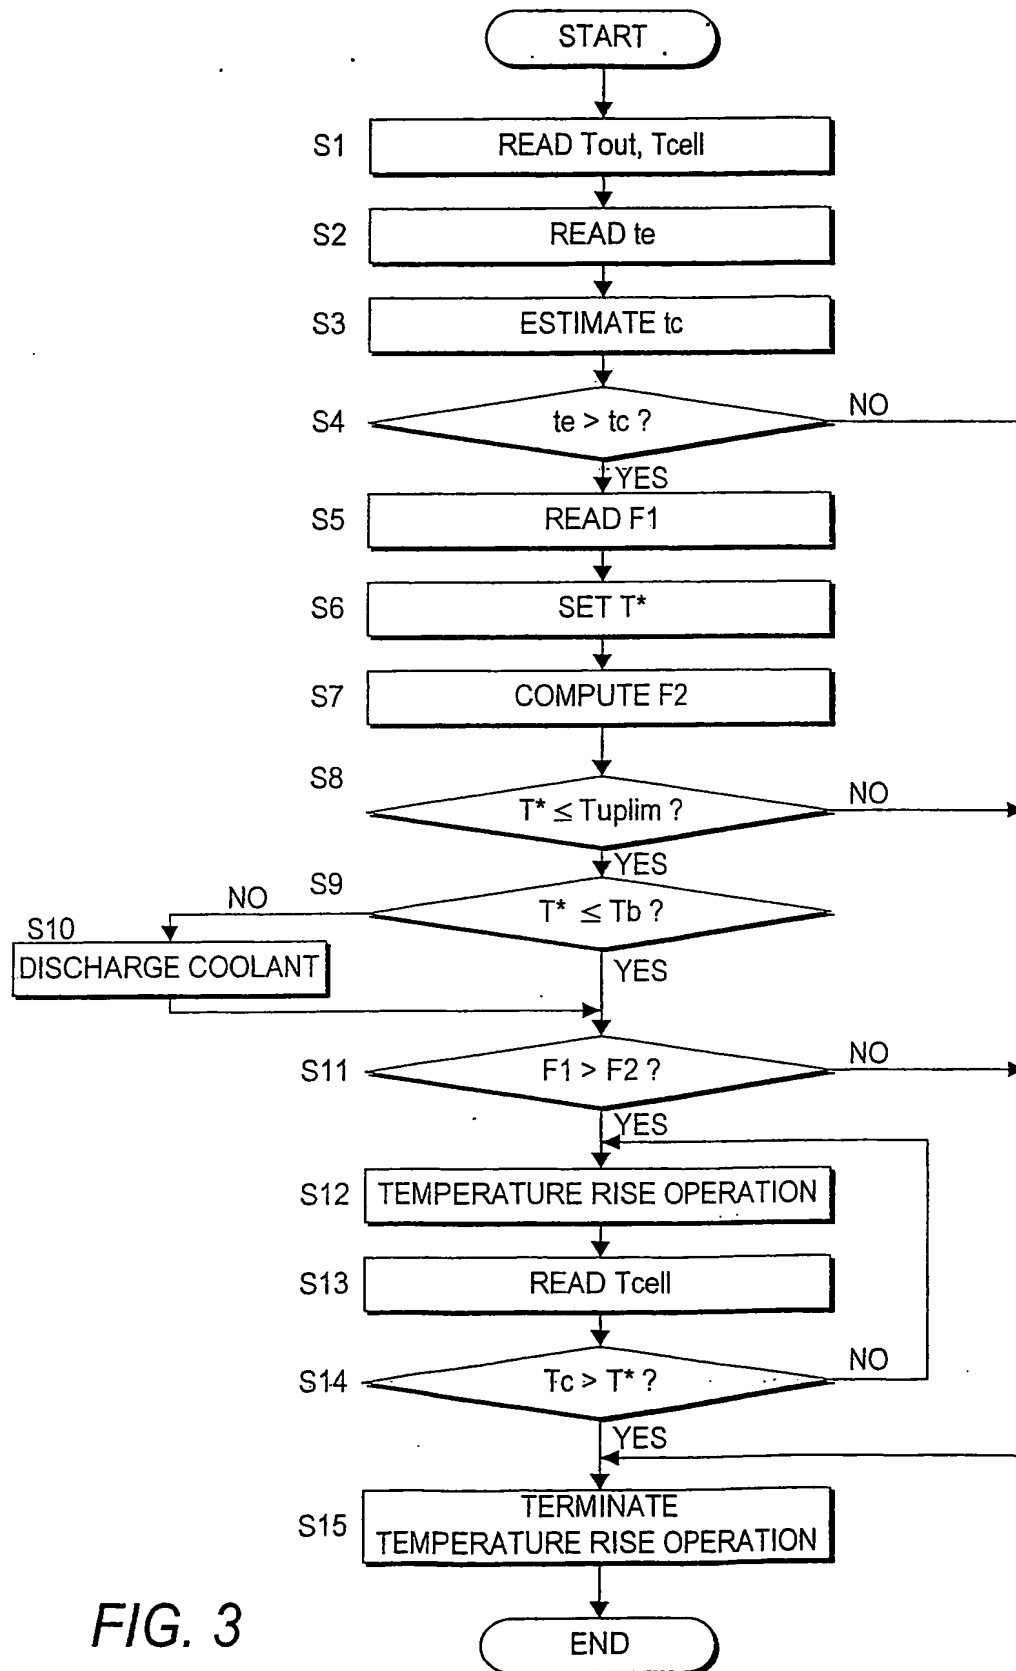 START
S1
READ Tout, Tcell
S2
READ te
S3
ESTIMATE tc
S4
te > tc ?
NO
YES
S5
READ F1
S6
SET T*
S7
COMPUTE F2
S8
T* ≤ Tuplim ?
NO
YES
S9
NO
T* ≤ Tb ?
S10
DISCHARGE COOLANT
YES
S11
F1 > F2 ?
NO
YES
S12
TEMPERATURE RISE OPERATION
S13
READ Tcell
S14
Tc > T* ?
NO
YES
S15
TERMINATE
TEMPERATURE RISE OPERATION
END
FIG. 3